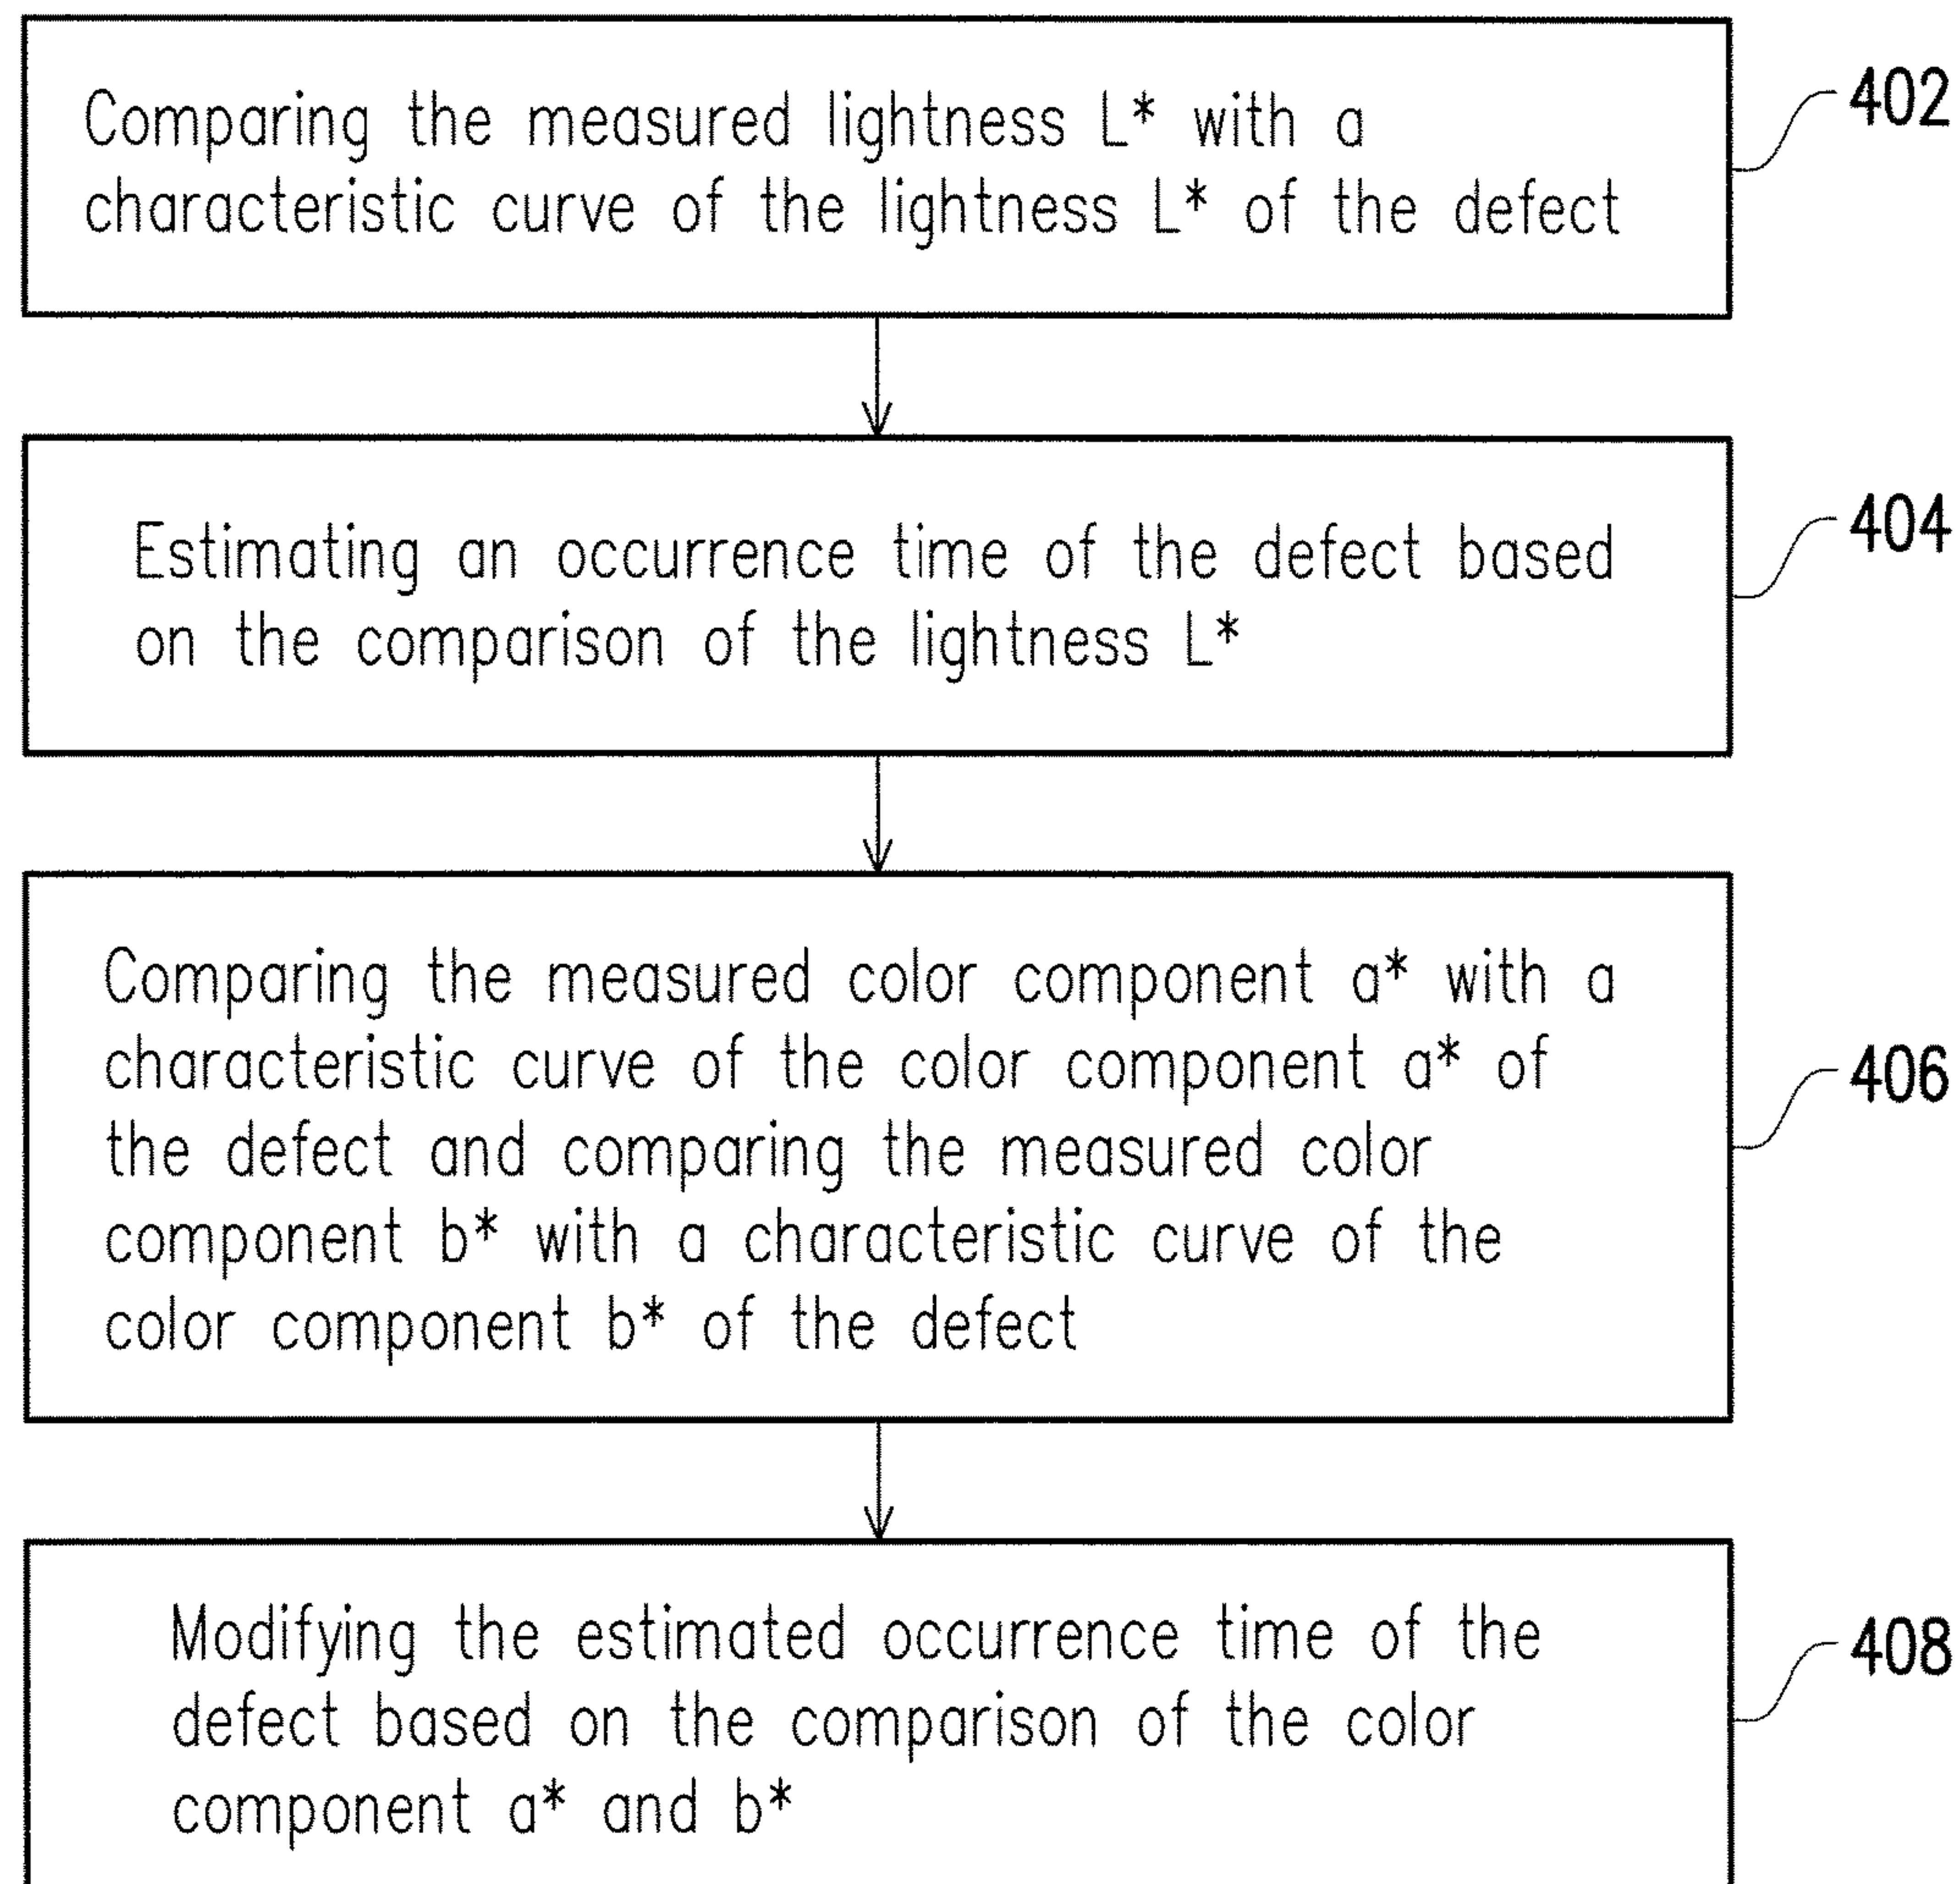 Comparing the measured lightness L* with a
characteristic curve of the lightness L* of the defect
402
Estimating an occurrence time of the defect based
on the comparison of the lightness L*
404
Comparing the measured color component a* with a
characteristic curve of the color component a* of
the defect and comparing the measured color
component b* with a characteristic curve of the
color component b* of the defect
406
Modifying the estimated occurrence time of the
defect based on the comparison of the color
component a* and b*
408